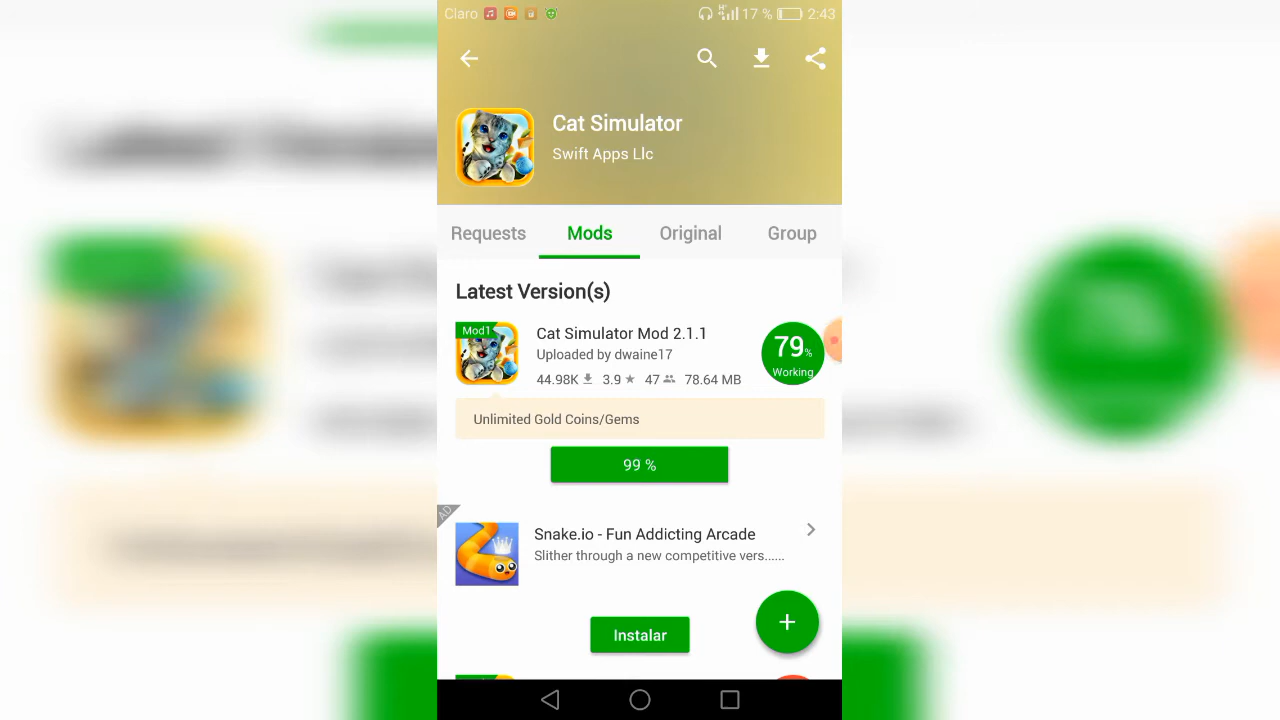 Claro 17 % 2:43
Cat Simulator
Swift Apps Llc
Requests Mods Original Group
Latest Version(s)
Mod1
Cat Simulator Mod 2.1.1
Uploaded by dwaine17
44.98K 3.9 47 78.64 MB
79%
Working
Unlimited Gold Coins/Gems
99 %
AD
Snake.io - Fun Addicting Arcade
Slither through a new competitive vers......
Instalar